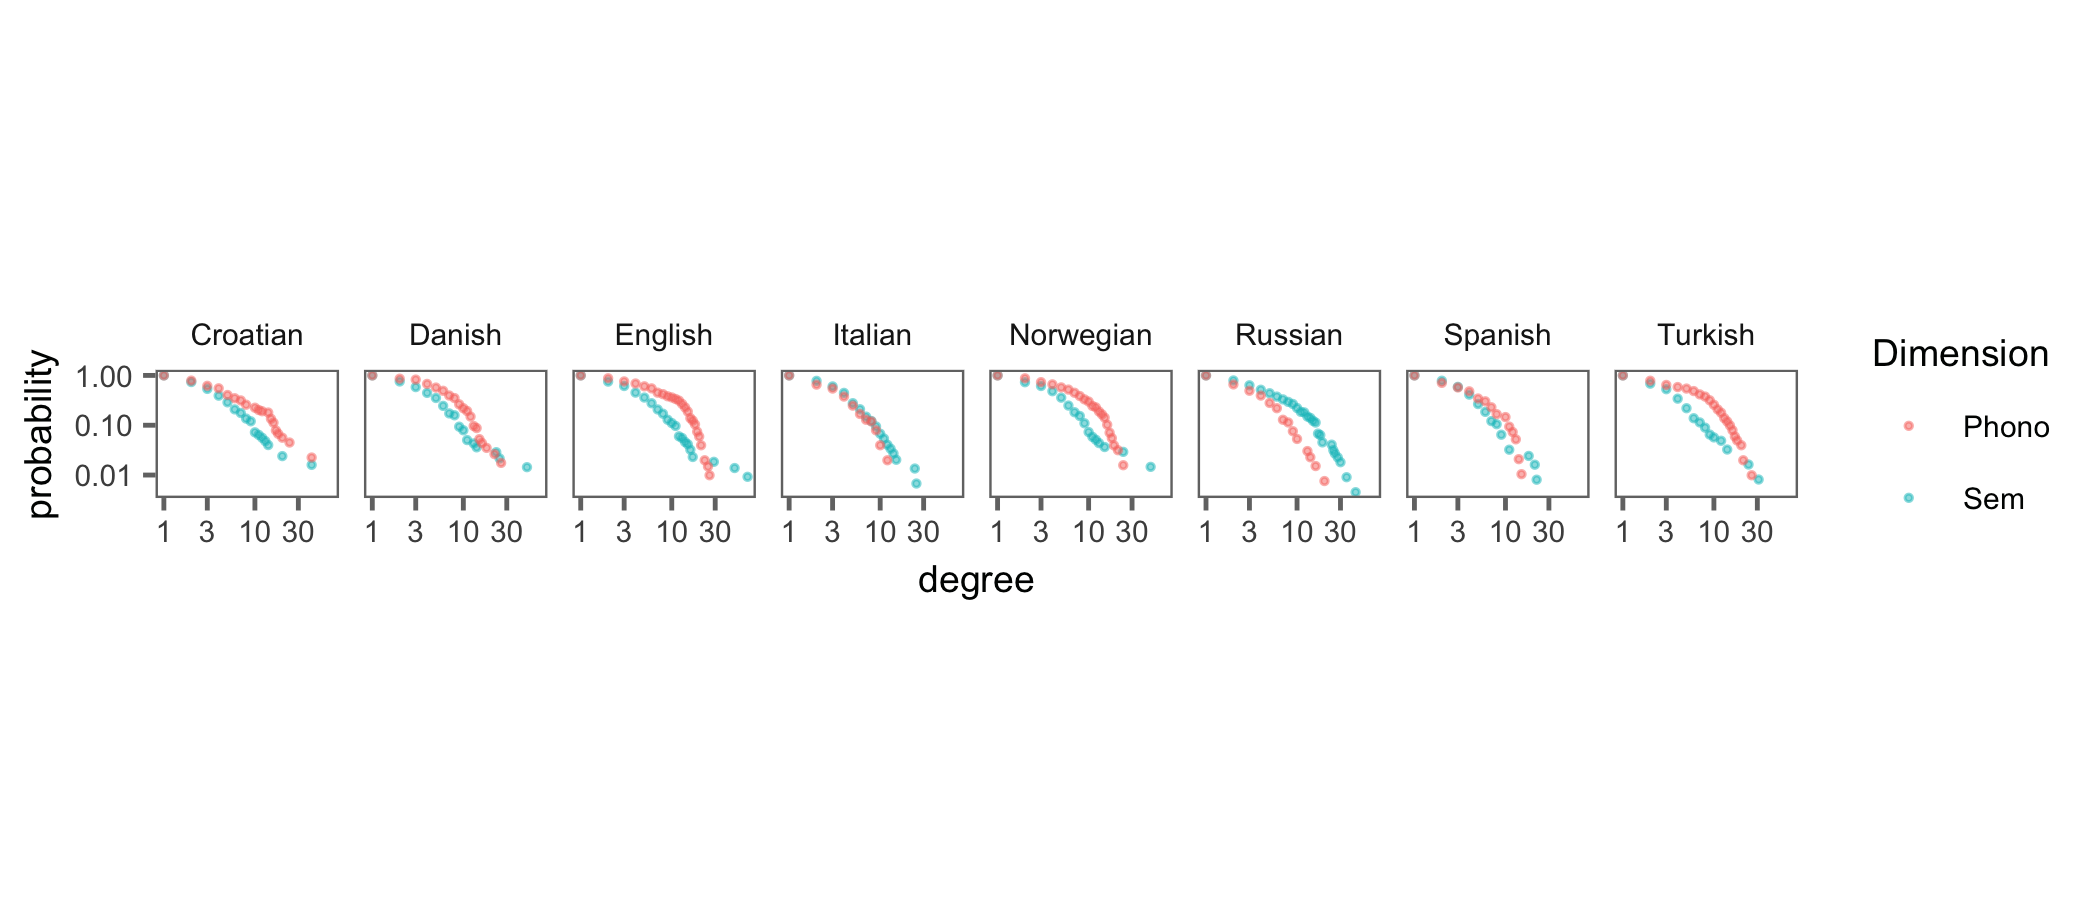 Croatian Danish English Italian Norwegian Russian Spanish Turkish
probability
1.00
0.10
0.01
1 3 10 30 1 3 10 30 1 3 10 30 1 3 10 30 1 3 10 30 1 3 10 30 1 3 10 30 1 3 10 30
degree
Dimension
Phono
Sem